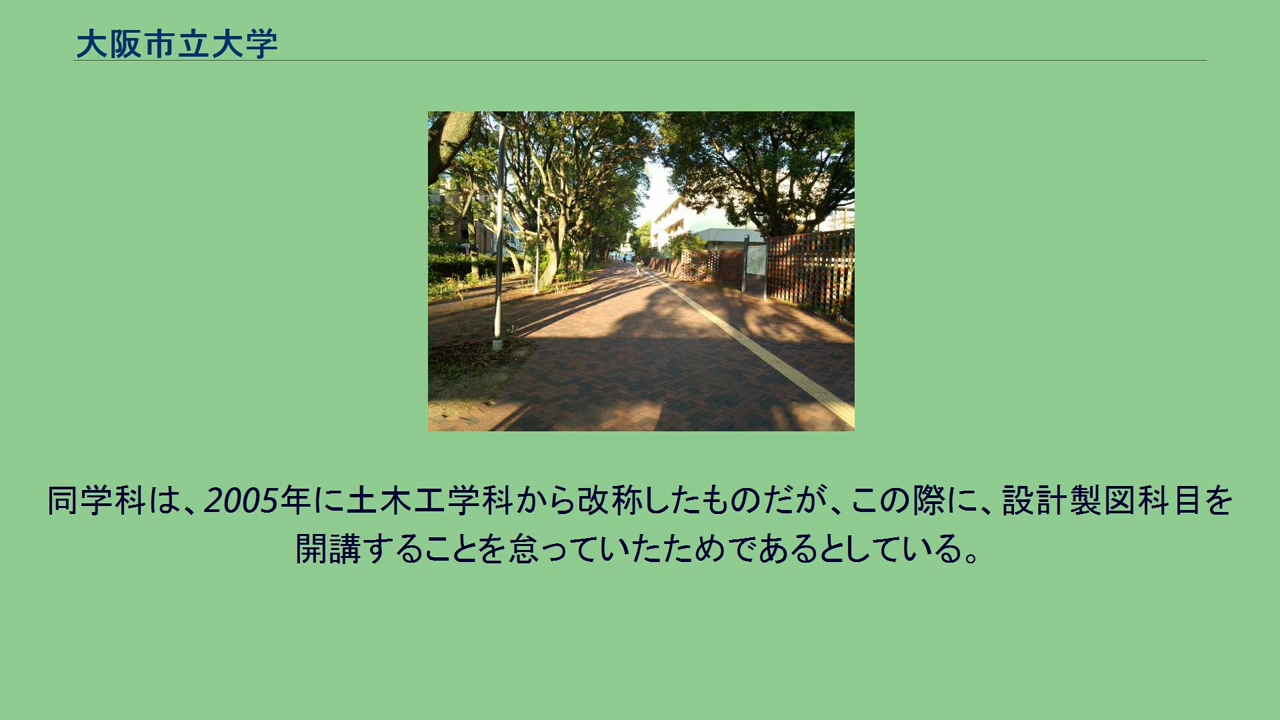 大阪市立大学
同学科は、2005年に土木工学科から改称したものだが、この際に、設計製図科目を
開講することを怠っていたためであるとしている。